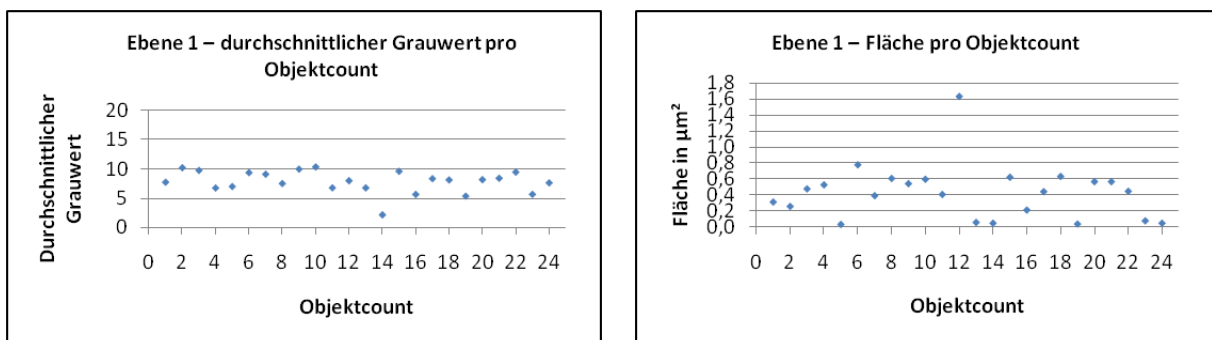 Ebene 1 – durchschnittlicher Grauwert pro
Objektcount
Durchschnittlicher
Grauwert
20
15
10
5
0
0 2 4 6 8 10 12 14 16 18 20 22 24
Objektcount
Ebene 1 – Fläche pro Objektcount
Fläche in µm²
1,8
1,6
1,4
1,2
1,0
0,8
0,6
0,4
0,2
0,0
0 2 4 6 8 10 12 14 16 18 20 22 24
Objektcount